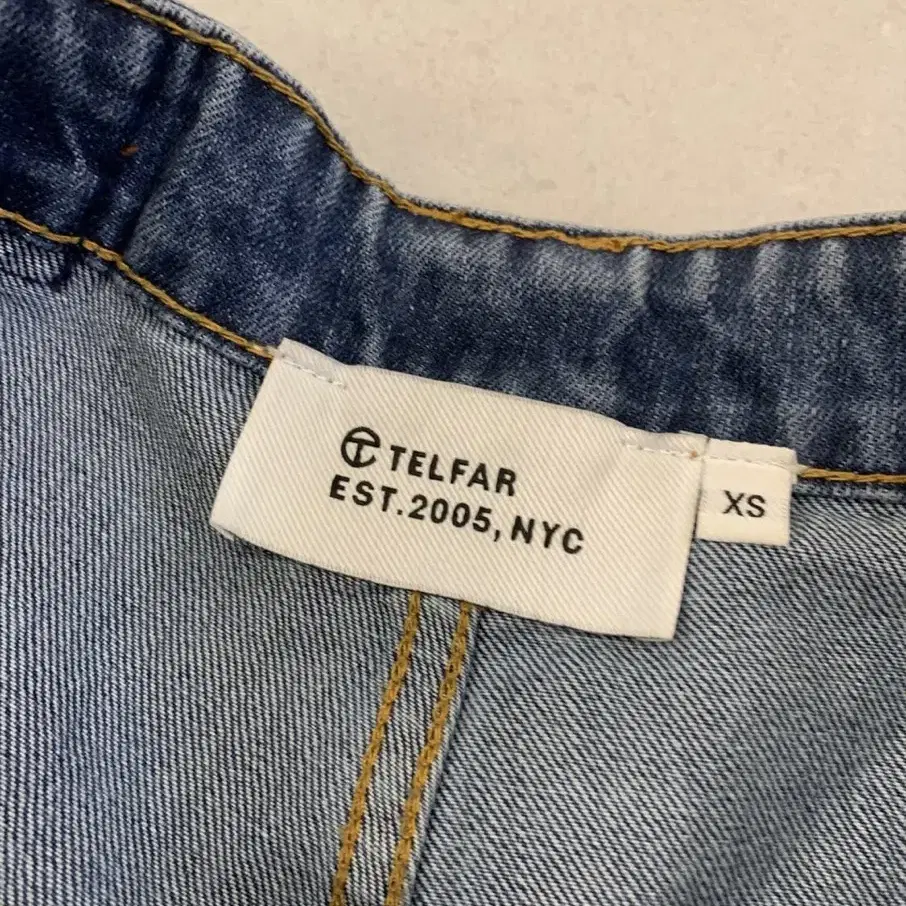 TELFAR
EST.2005, NYC
XS